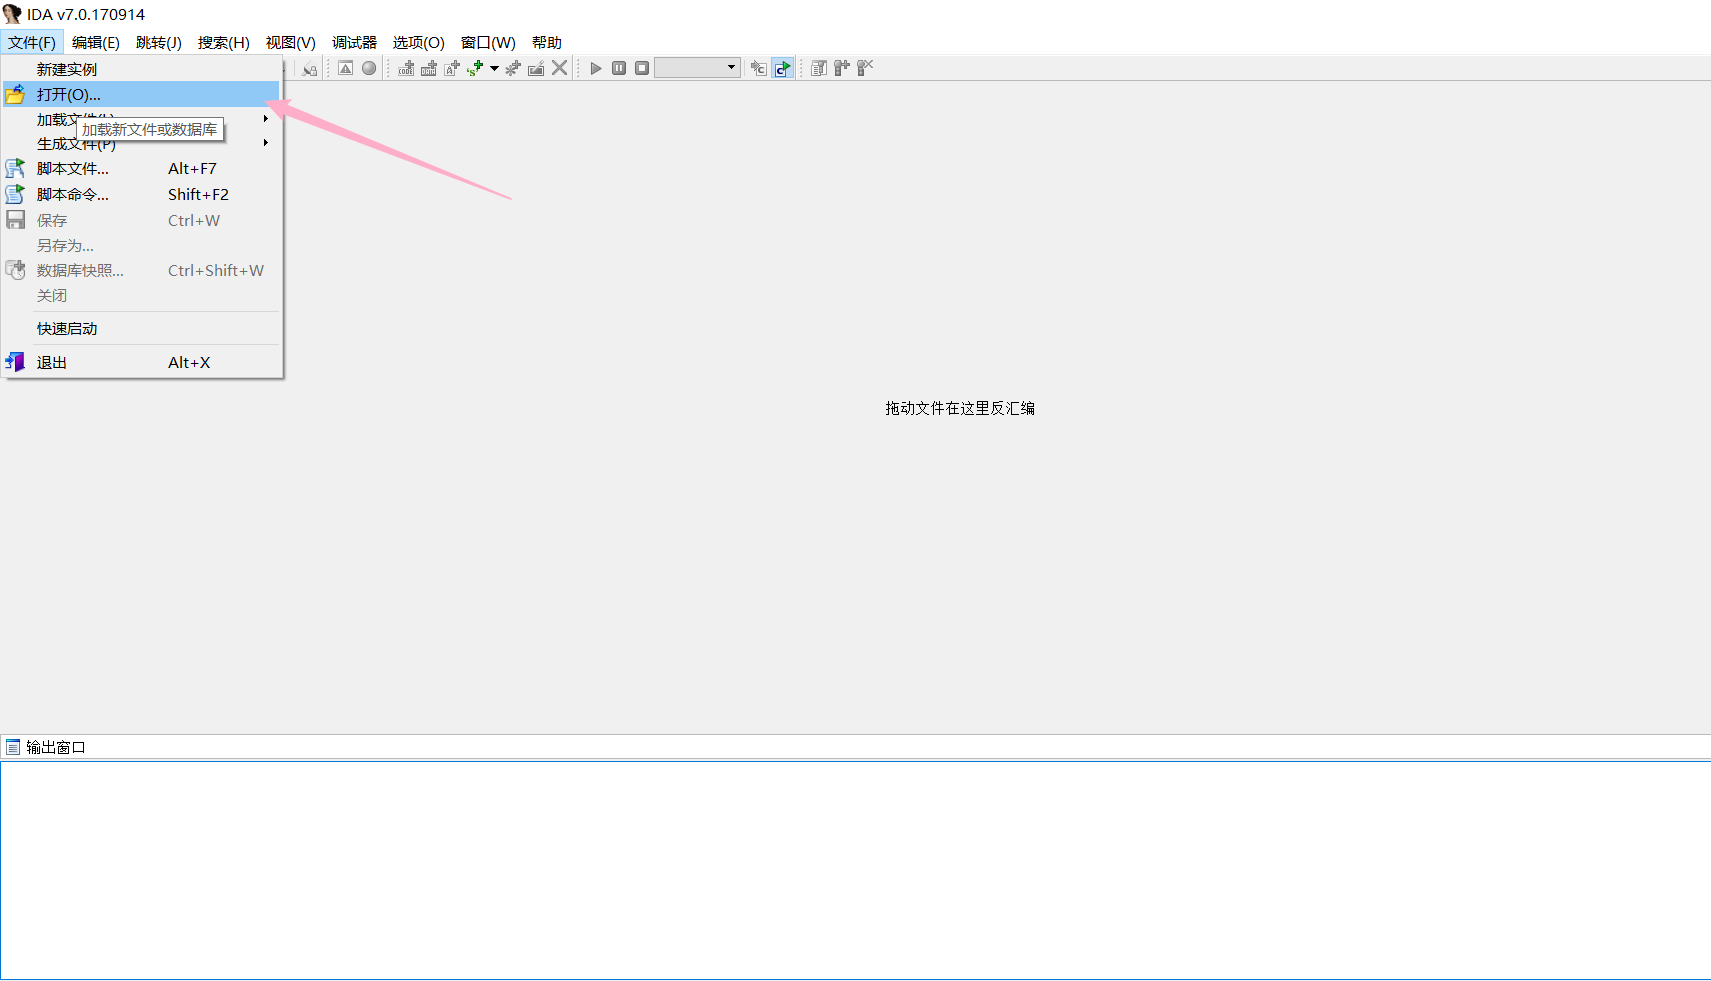 IDA v7.0.170914
文件(F) 编辑(E) 跳转(J) 搜索(H) 视图(V) 调试器 选项(O) 窗口(W) 帮助
新建实例
打开(O)...
加载文件(L)
加载新文件或数据库
生成文件(P)
脚本文件... Alt+F7
脚本命令... Shift+F2
保存 Ctrl+W
另存为...
数据库快照... Ctrl+Shift+W
关闭
快速启动
退出 Alt+X
拖动文件在这里反汇编
输出窗口